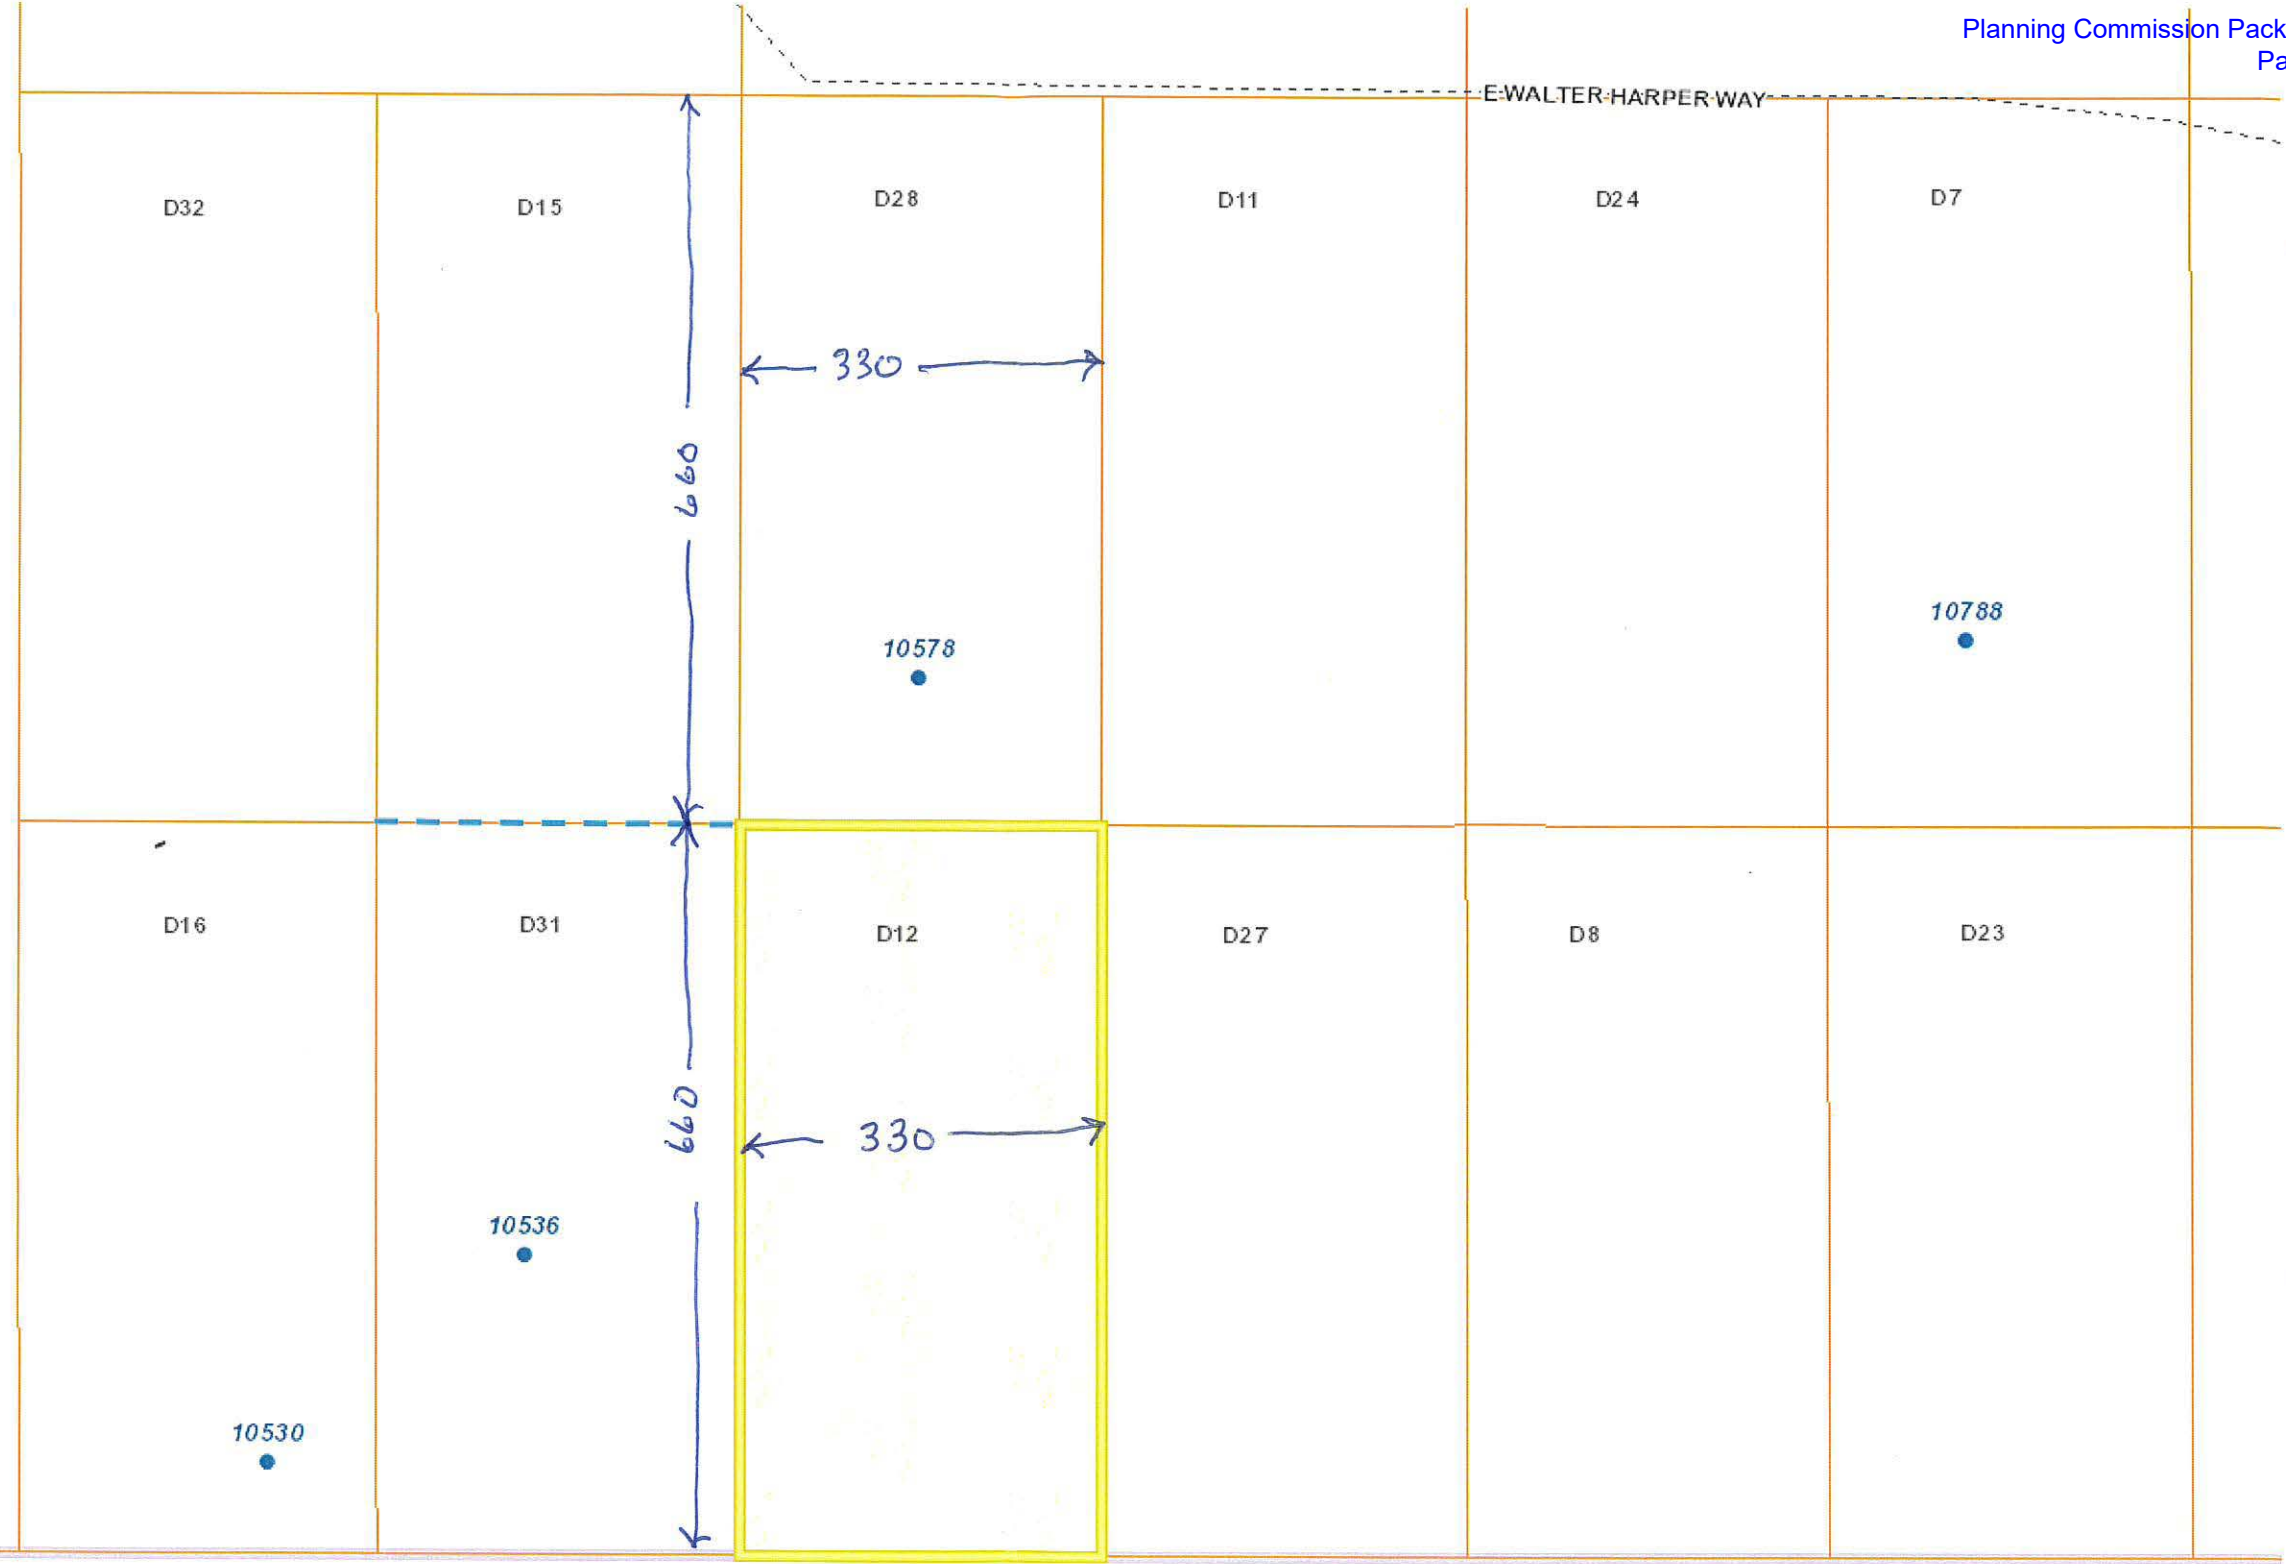 Planning Commission Pack
Pa
E WALTER HARPER WAY
D32
D15
D28
D11
D24
D7
330
660
10578
10788
D16
D31
D12
D27
D8
D23
660
330
10536
10530